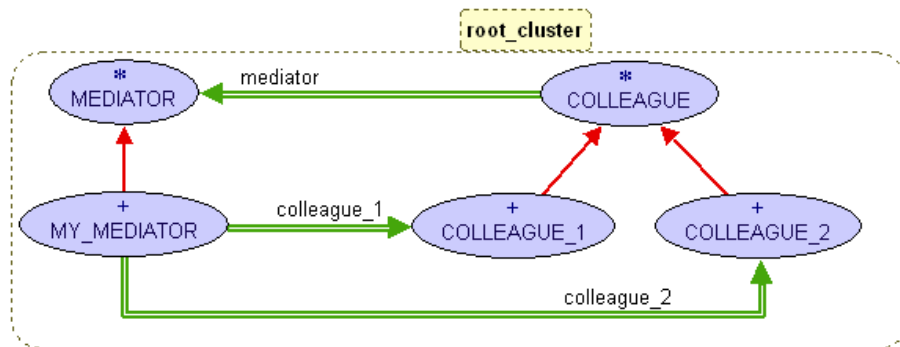 root_cluster
*
MEDIATOR
mediator
*
COLLEAGUE
+
MY_MEDIATOR
colleague_1
+
COLLEAGUE_1
+
COLLEAGUE_2
colleague_2